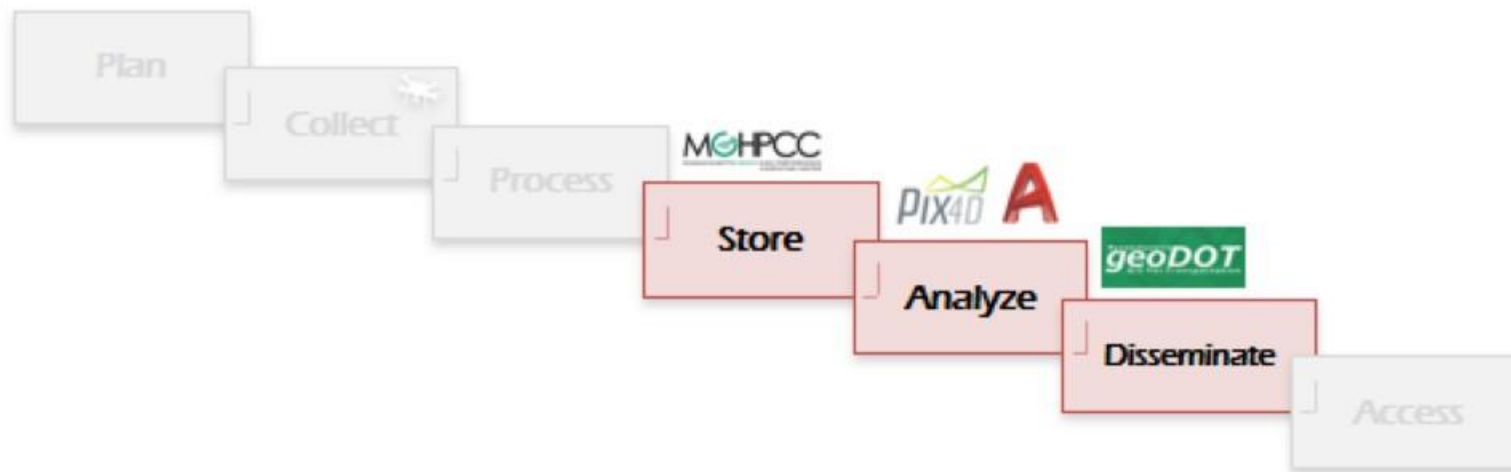 Plan
Collect
Process
MGHPCC
Store
PIX4D
Analyze
geoDOT
Disseminate
Access